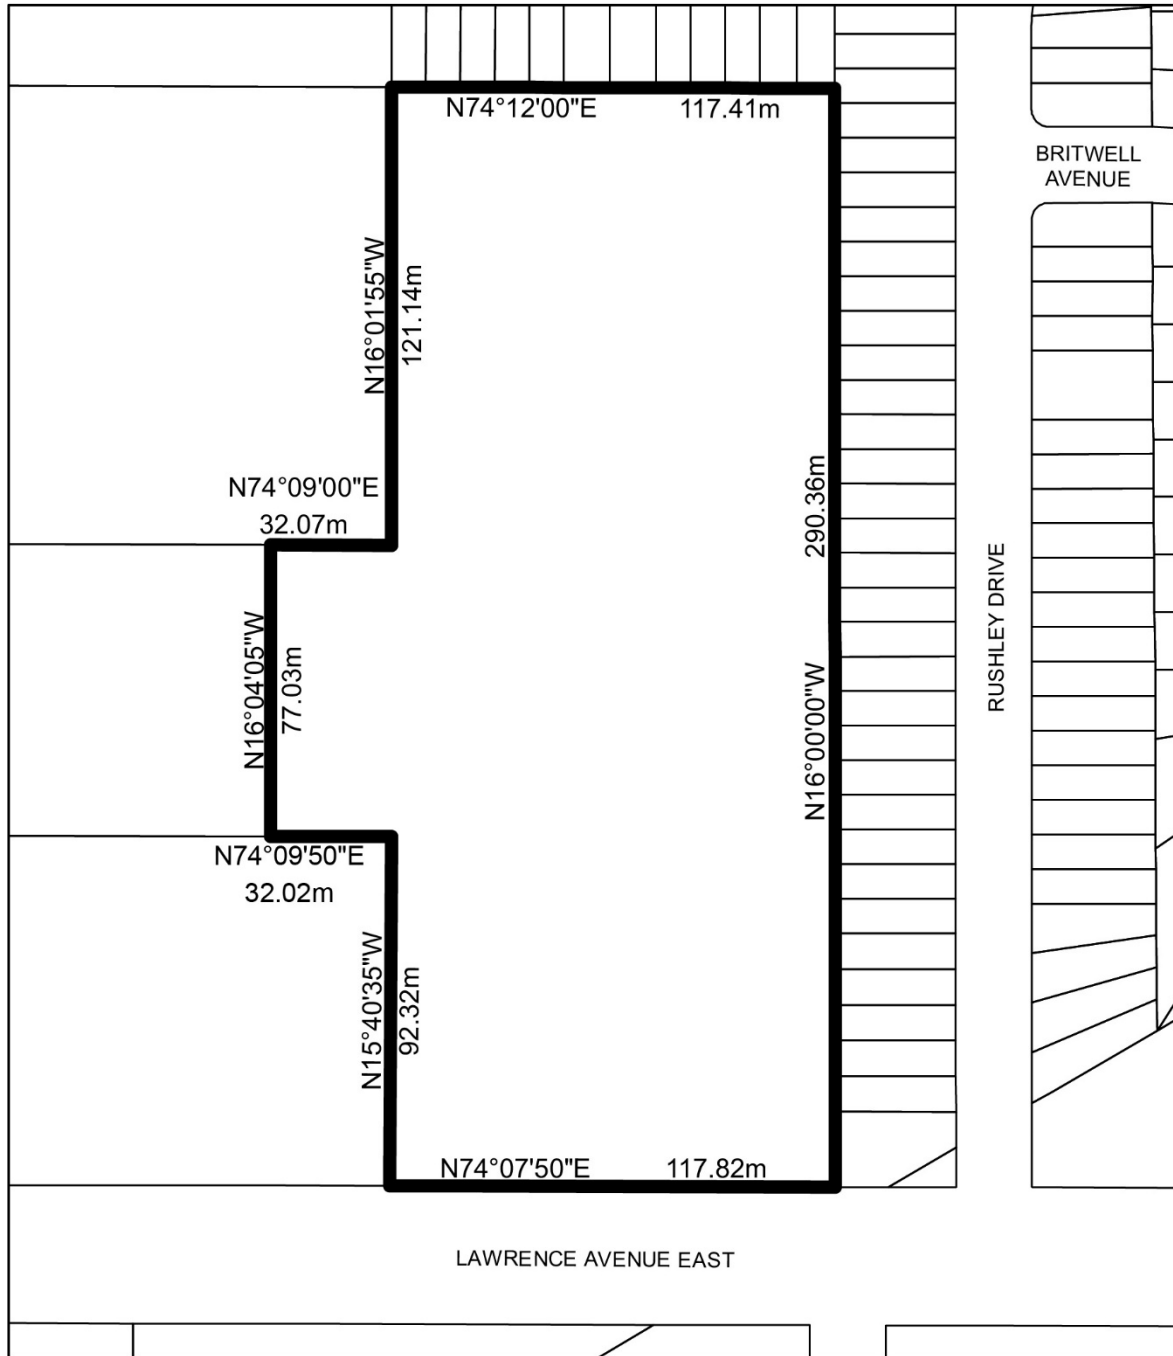 N74°12'00"E 117.41m
BRITWELL
AVENUE
N16°01'55"W
121.14m
N74°09'00"E
32.07m
290.36m
N16°00'00"W
RUSHLEY DRIVE
N16°04'05"W
77.03m
N74°09'50"E
32.02m
N15°40'35"W
92.32m
N74°07'50"E 117.82m
LAWRENCE AVENUE EAST